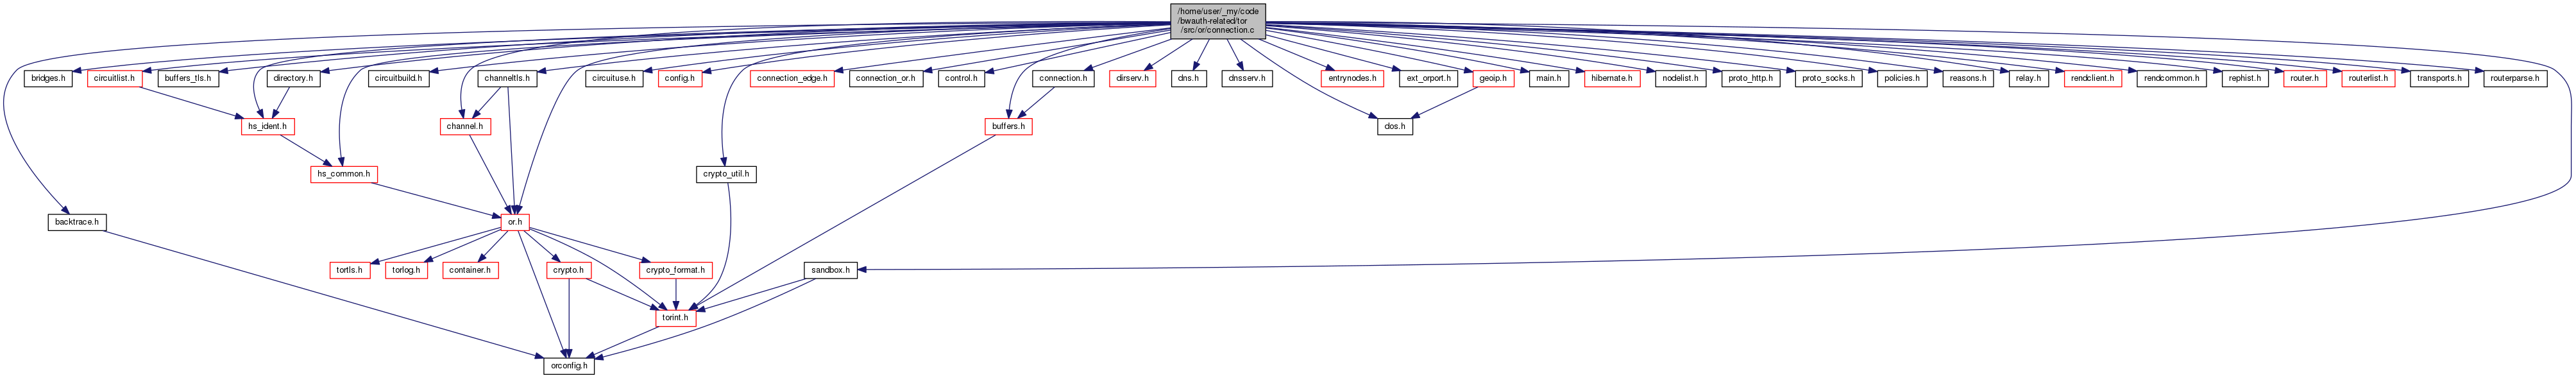 /home/user/_my/code
/bwauth-related/tor
/src/or/connection.c
bridges.h
circuitlist.h
buffers_tls.h
directory.h
circuitbuild.h
channeltls.h
circuituse.h
config.h
connection_edge.h
connection_or.h
control.h
connection.h
dirserv.h
dns.h
dnsserv.h
entrynodes.h
ext_orport.h
geoip.h
main.h
hibernate.h
nodelist.h
proto_http.h
proto_socks.h
policies.h
reasons.h
relay.h
rendclient.h
rendcommon.h
rephist.h
router.h
routerlist.h
transports.h
routerparse.h
hs_ident.h
channel.h
buffers.h
dos.h
hs_common.h
crypto_util.h
backtrace.h
or.h
tortls.h
torlog.h
container.h
crypto.h
crypto_format.h
sandbox.h
torint.h
orconfig.h